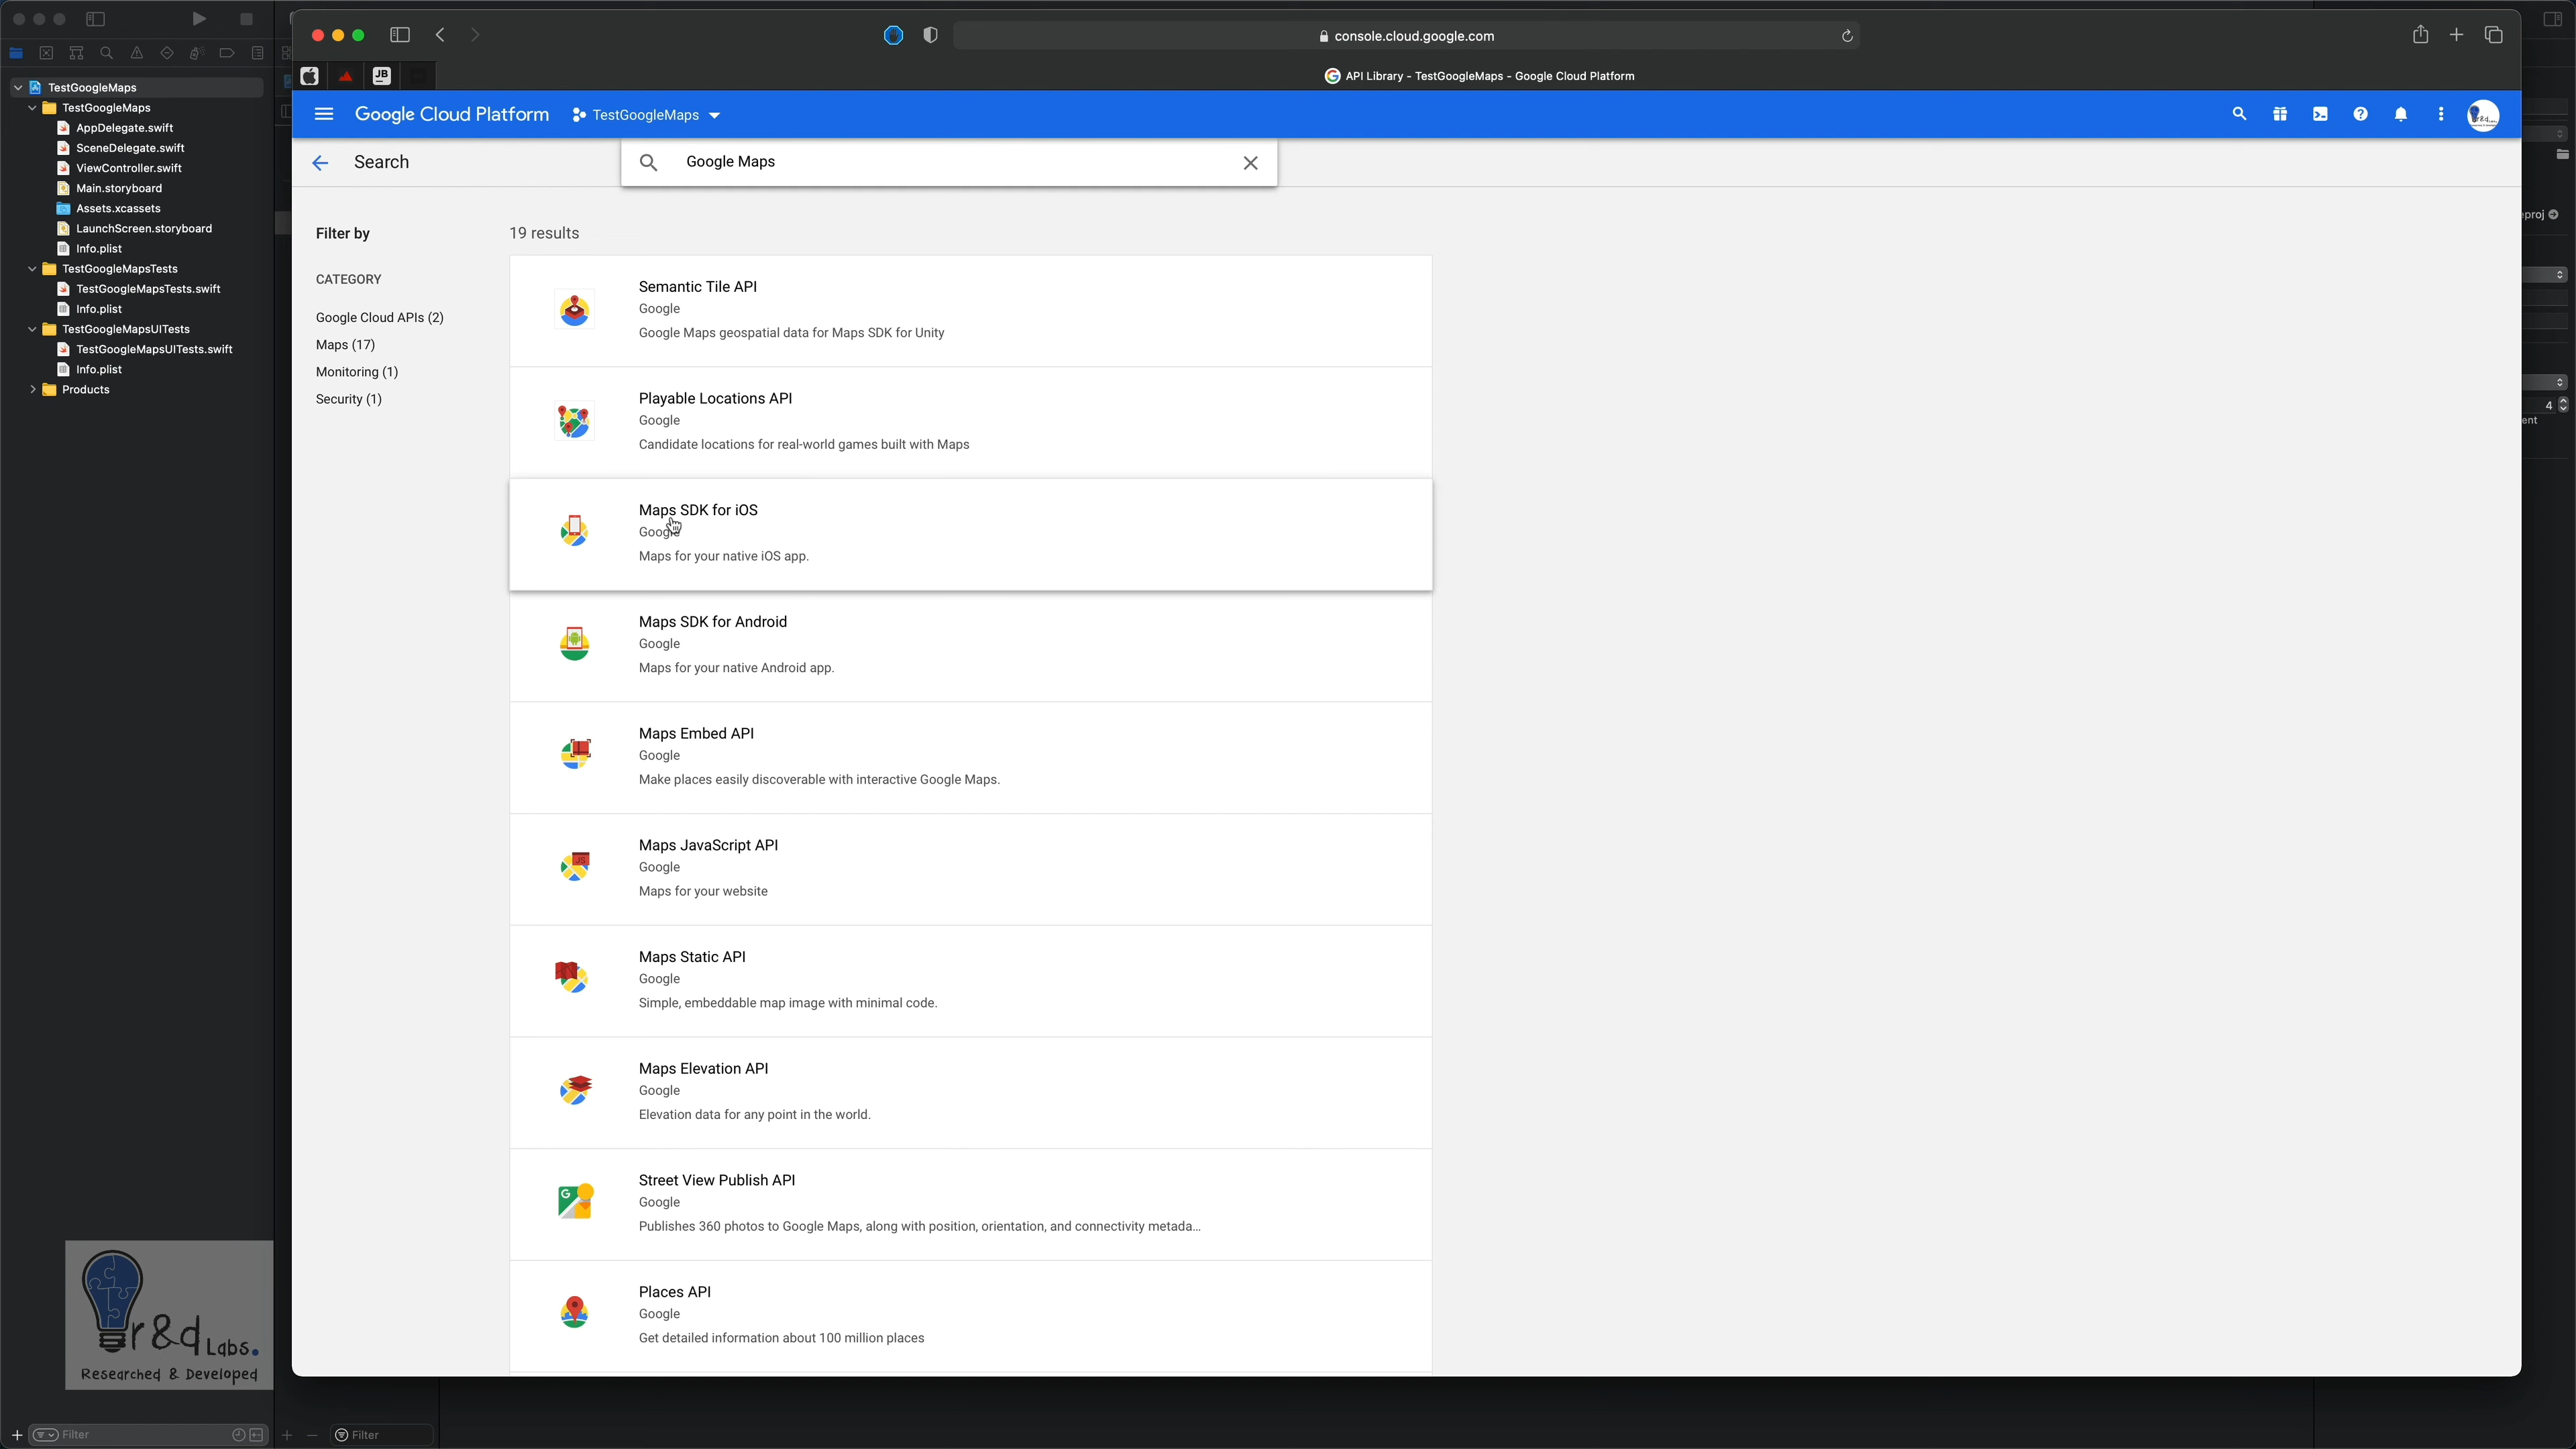 console.cloud.google.com
JB
API Library - TestGoogleMaps - Google Cloud Platform
TestGoogleMaps
TestGoogleMaps
AppDelegate.swift
SceneDelegate.swift
ViewController.swift
Main.storyboard
Assets.xcassets
LaunchScreen.storyboard
Info.plist
TestGoogleMapsTests
TestGoogleMapsTests.swift
Info.plist
TestGoogleMapsUITests
TestGoogleMapsUITests.swift
Info.plist
Products
Google Cloud Platform
TestGoogleMaps
Search
Google Maps
Filter by
CATEGORY
Google Cloud APIs (2)
Maps (17)
Monitoring (1)
Security (1)
19 results
Semantic Tile API
Google
Google Maps geospatial data for Maps SDK for Unity
Playable Locations API
Google
Candidate locations for real-world games built with Maps
Maps SDK for iOS
Google
Maps for your native iOS app.
Maps SDK for Android
Google
Maps for your native Android app.
Maps Embed API
Google
Make places easily discoverable with interactive Google Maps.
Maps JavaScript API
Google
Maps for your website
Maps Static API
Google
Simple, embeddable map image with minimal code.
Maps Elevation API
Google
Elevation data for any point in the world.
Street View Publish API
Google
Publishes 360 photos to Google Maps, along with position, orientation, and connectivity metada...
Places API
Google
Get detailed information about 100 million places
eproj
4
ent
r&d Labs.
Researched & Developed
Filter
Filter